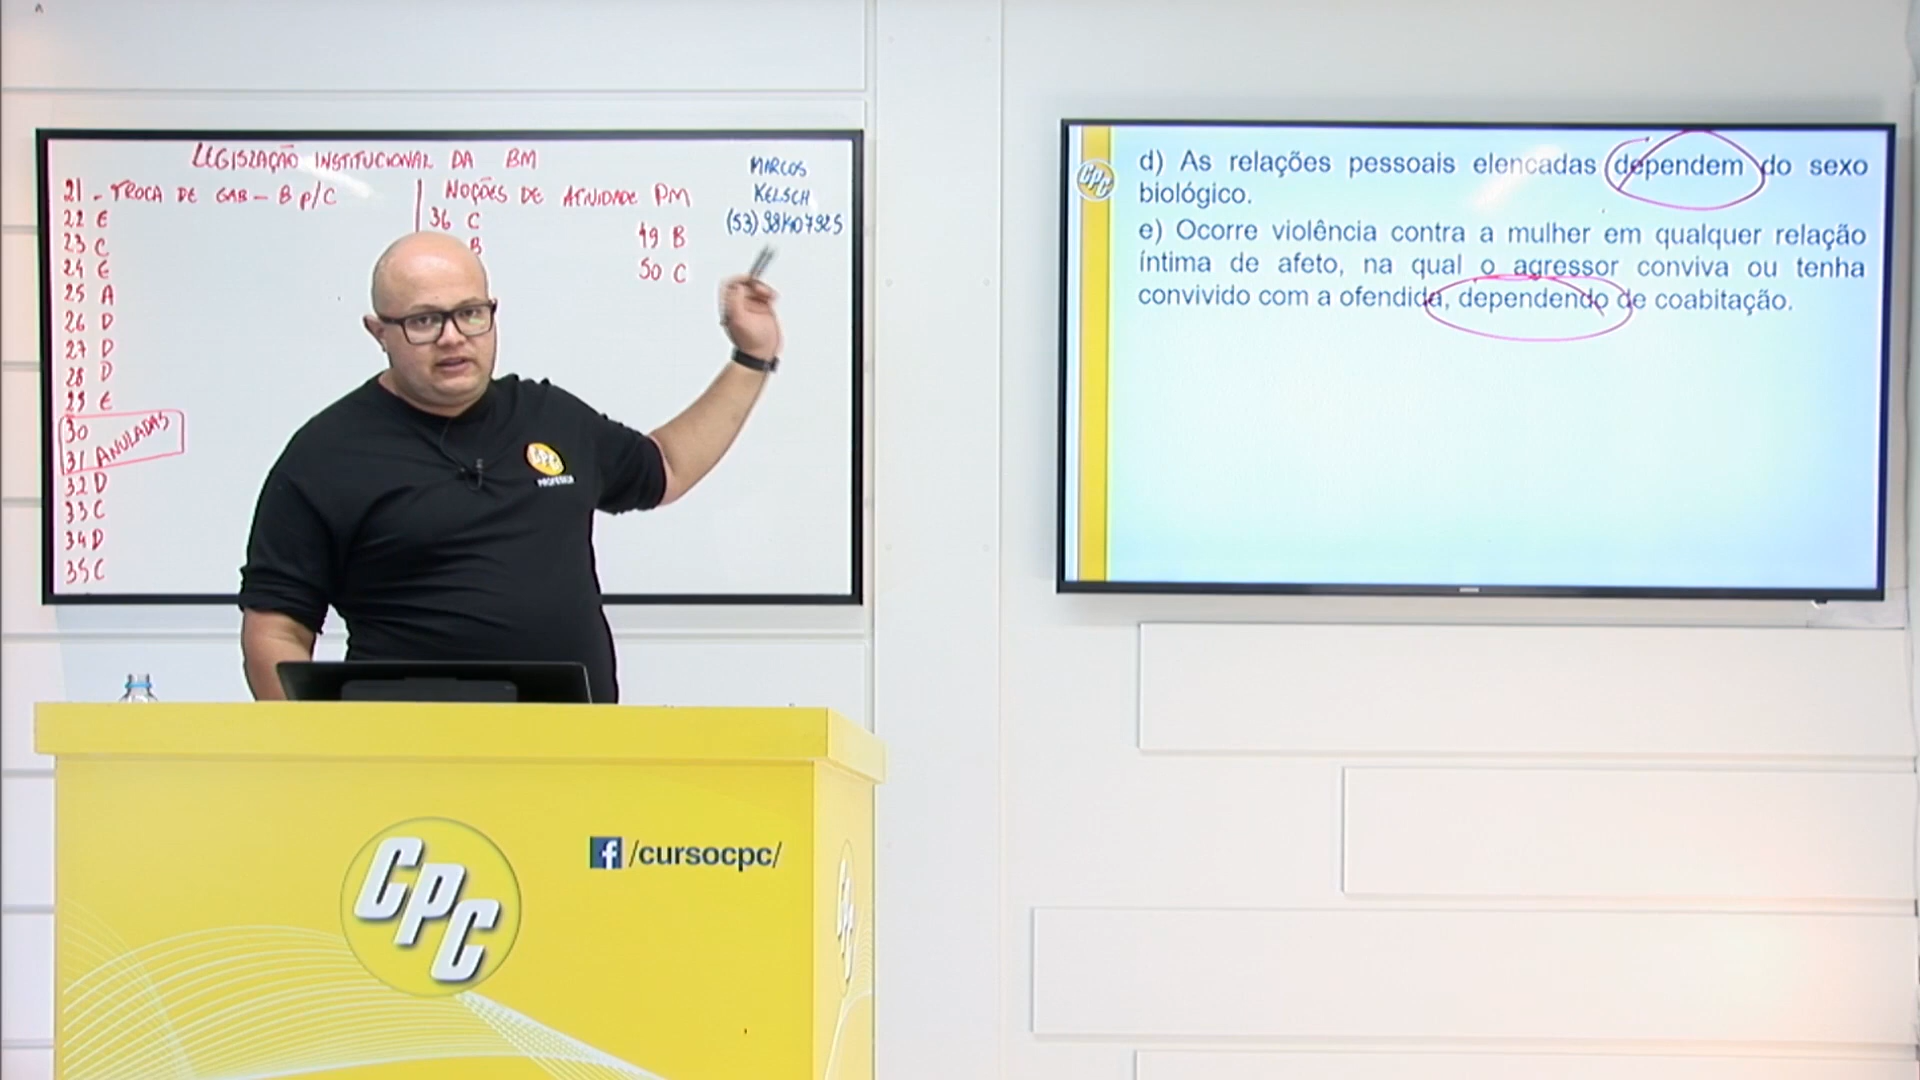 LEGISLAÇÃO INSTITUCIONAL DA BM
21 - TROCA DE GAB - B p/ C
22 E
23 C
24 E
25 A
26 D
27 D
28 D
29 E
30
31 ANULADAS
32 D
33 C
34 D
35 C
NOÇÕES DE ATIVIDADE PM
36 C
B
49 B
50 C
MARCOS
KELSCH
(53)
CPC
d) As relações pessoais elencadas dependem do sexo
biológico.
e) Ocorre violência contra a mulher em qualquer relação
íntima de afeto, na qual o agressor conviva ou tenha
convivido com a ofendida, dependendo de coabitação.
CPC
PROFESSOR
CPC
f /cursocpc/